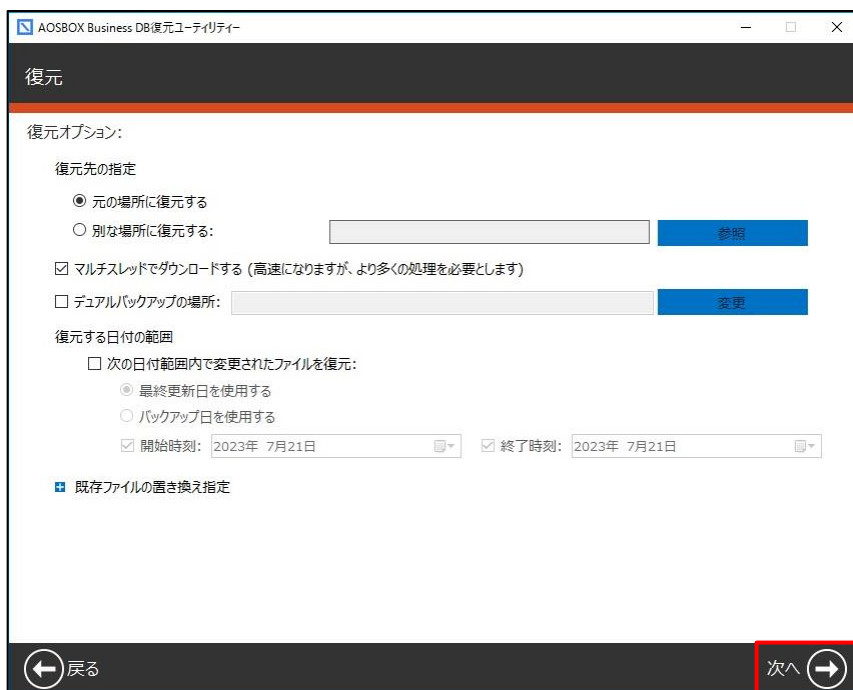 AOSBOX Business DB復元ユーティリティー
復元
復元オプション:
復元先の指定
元の場所に復元する
別な場所に復元する: 参照
マルチスレッドでダウンロードする (高速になりますが、より多くの処理を必要とします)
デュアルバックアップの場所: 変更
復元する日付の範囲
次の日付範囲内で変更されたファイルを復元:
最終更新日を使用する
バックアップ日を使用する
開始時刻: 2023年 7月21日 終了時刻: 2023年 7月21日
既存ファイルの置き換え指定
戻る 次へ